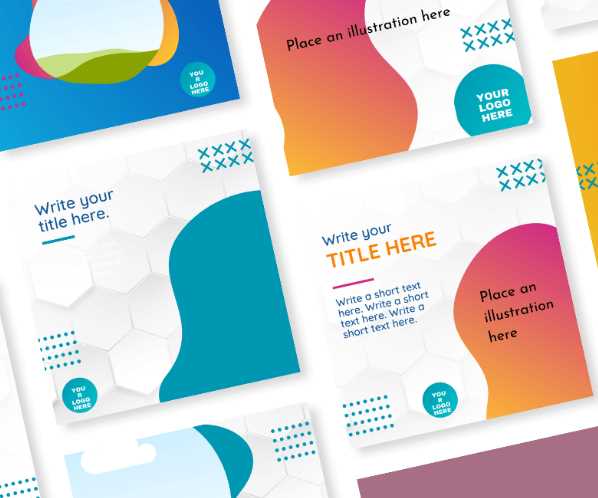 YOU
R
LOGO
HERE
Place an illustration here
YOUR
LOGO
HERE
Write your
title here.
YOU
R
LOGO
HERE
Write your
TITLE HERE
Write a short text
here. Write a short
text here. Write a
short text here.
Place an
illustration
here
YOU
R
LOGO
HERE